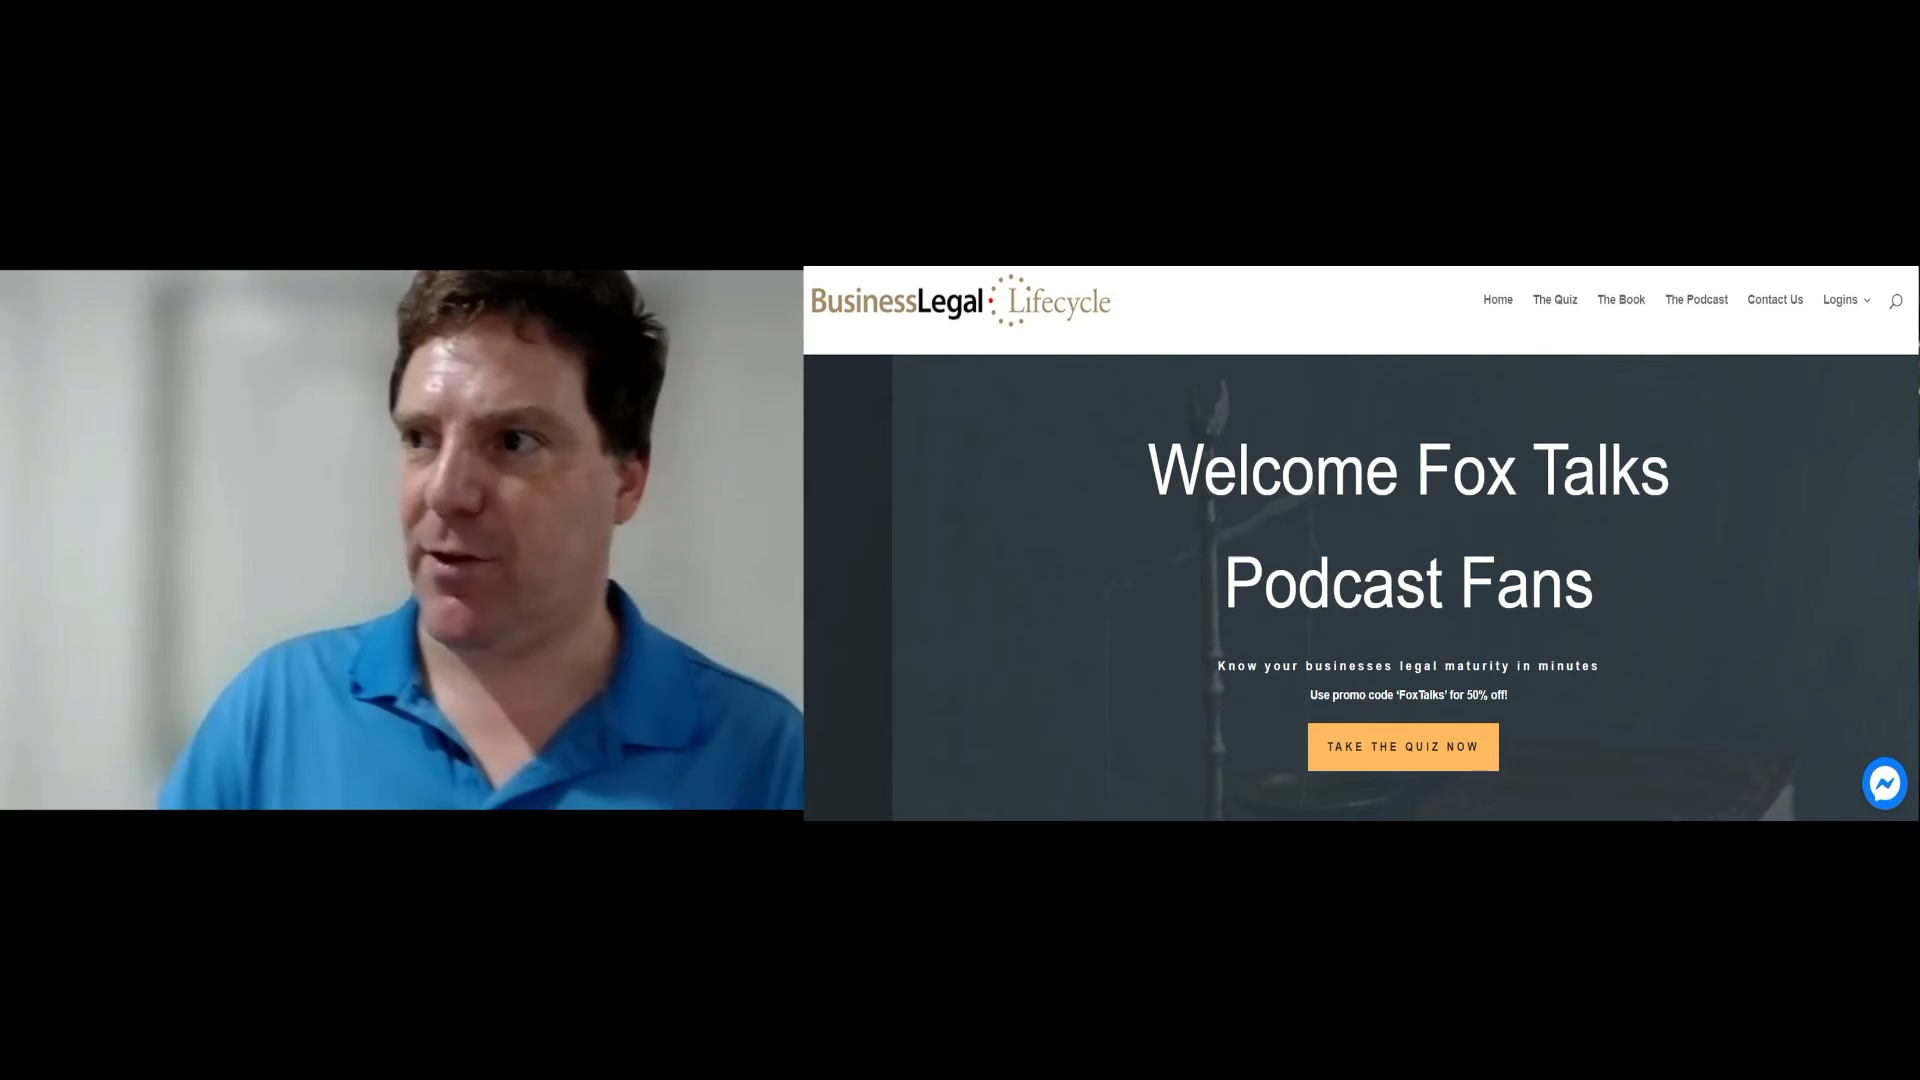 BusinessLegal Lifecycle
Home The Quiz The Book The Podcast Contact Us Logins
Welcome Fox Talks
Podcast Fans
Know your businesses legal maturity in minutes
Use promo code ‘FoxTalks’ for 50% off!
TAKE THE QUIZ NOW